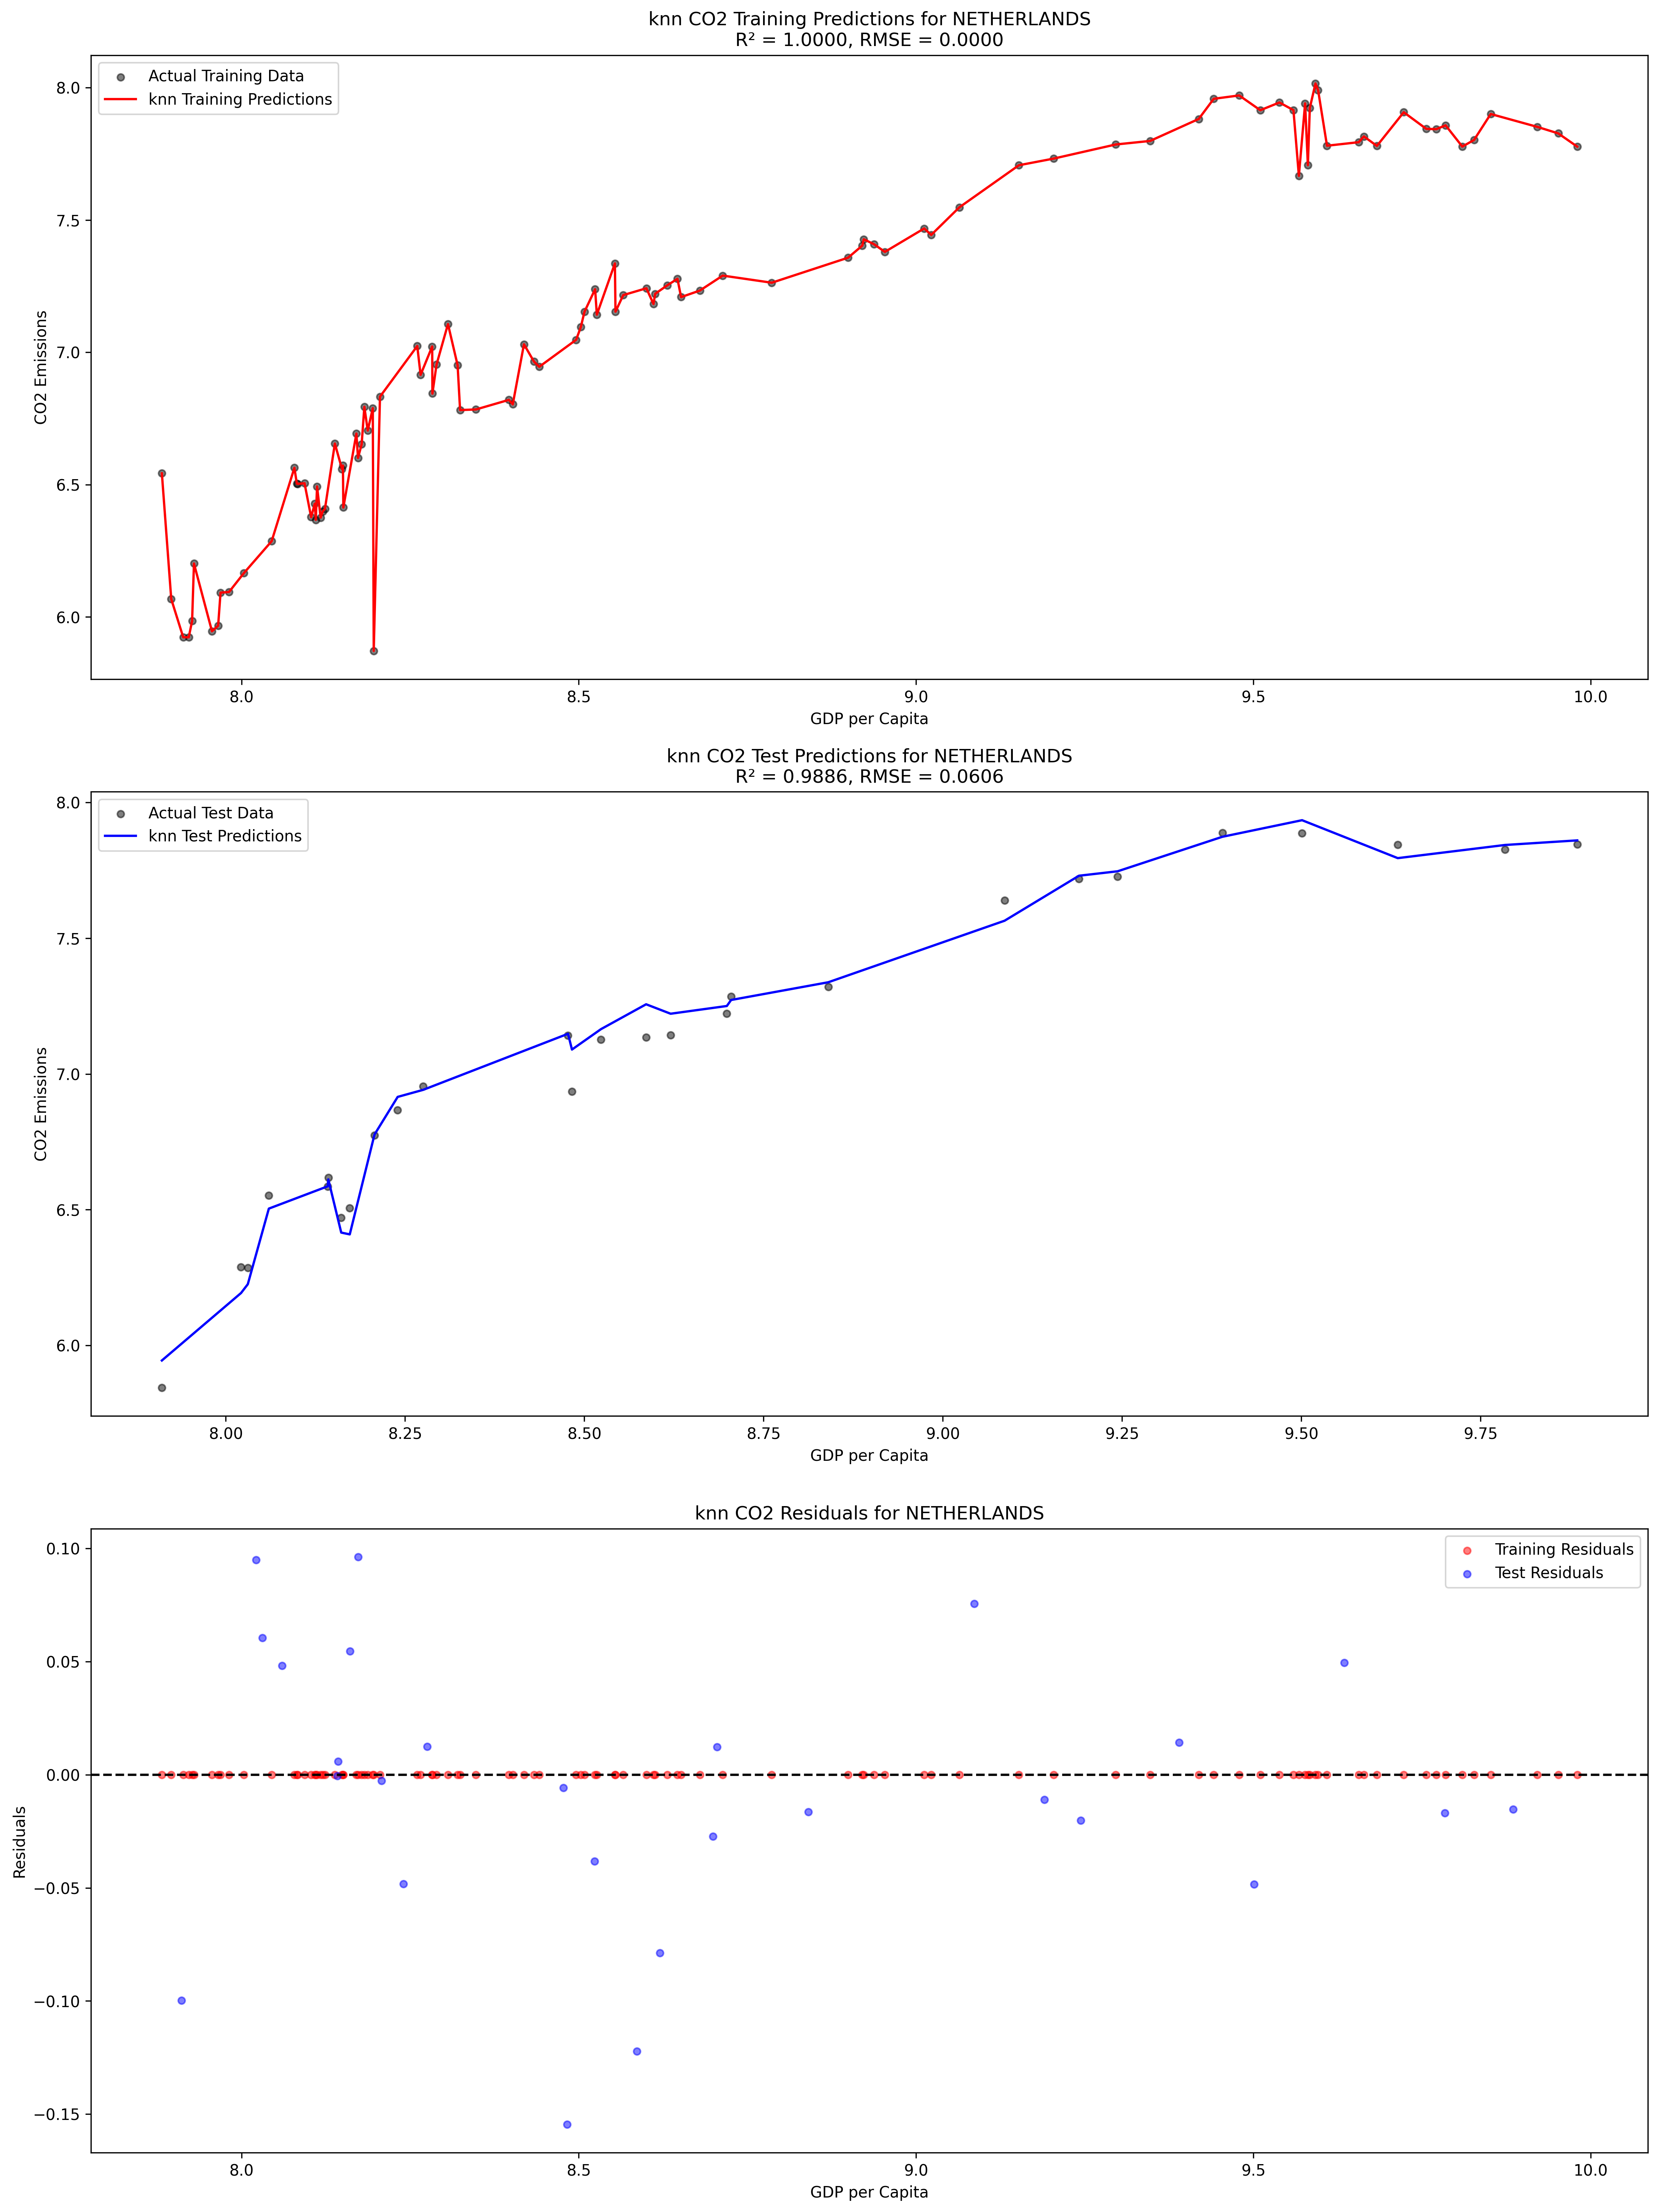 knn CO2 Training Predictions for NETHERLANDS
R² = 1.0000, RMSE = 0.0000
Actual Training Data
knn Training Predictions
8.0
7.5
7.0
6.5
6.0
CO2 Emissions
8.0
8.5
9.0
9.5
10.0
GDP per Capita
knn CO2 Test Predictions for NETHERLANDS
R² = 0.9886, RMSE = 0.0606
Actual Test Data
knn Test Predictions
8.0
7.5
7.0
6.5
6.0
CO2 Emissions
8.00
8.25
8.50
8.75
9.00
9.25
9.50
9.75
GDP per Capita
knn CO2 Residuals for NETHERLANDS
Training Residuals
Test Residuals
0.10
0.05
0.00
−0.05
−0.10
−0.15
Residuals
8.0
8.5
9.0
9.5
10.0
GDP per Capita